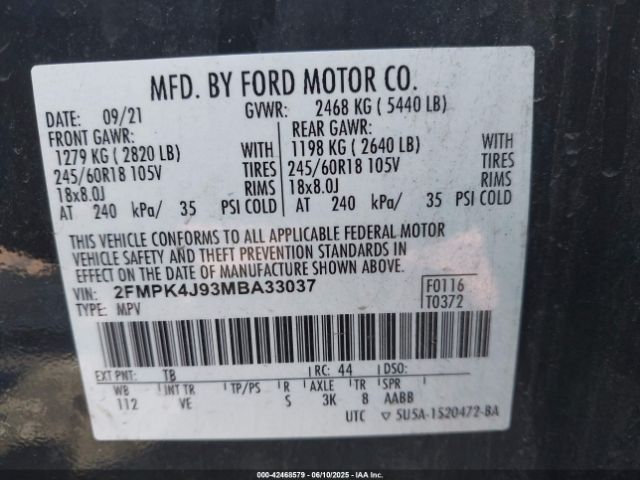 MFD. BY FORD MOTOR CO.
DATE: 09/21 GVWR: 2468 KG ( 5440 LB)
FRONT GAWR: REAR GAWR:
1279 KG ( 2820 LB) WITH 1198 KG ( 2640 LB) WITH
245/60R18 105V TIRES 245/60R18 105V TIRES
18x8.0J RIMS 18x8.0J RIMS
AT 240 kPa/ 35 PSI COLD AT 240 kPa/ 35 PSI COLD
THIS VEHICLE CONFORMS TO ALL APPLICABLE FEDERAL MOTOR
VEHICLE SAFETY AND THEFT PREVENTION STANDARDS IN
EFFECT ON THE DATE OF MANUFACTURE SHOWN ABOVE.
VIN: 2FMPK4J93MBA33037 F0116
TYPE: MPV T0372
EXT PNT: TB RC: 44 DSO:
WB INT TR TP/PS R AXLE TR SPR
112 VE S 3K 8 AABB
UTC ▽ 5U5A-1520472-BA
000-42468579 - 06/10/2025 - IAAI.COM